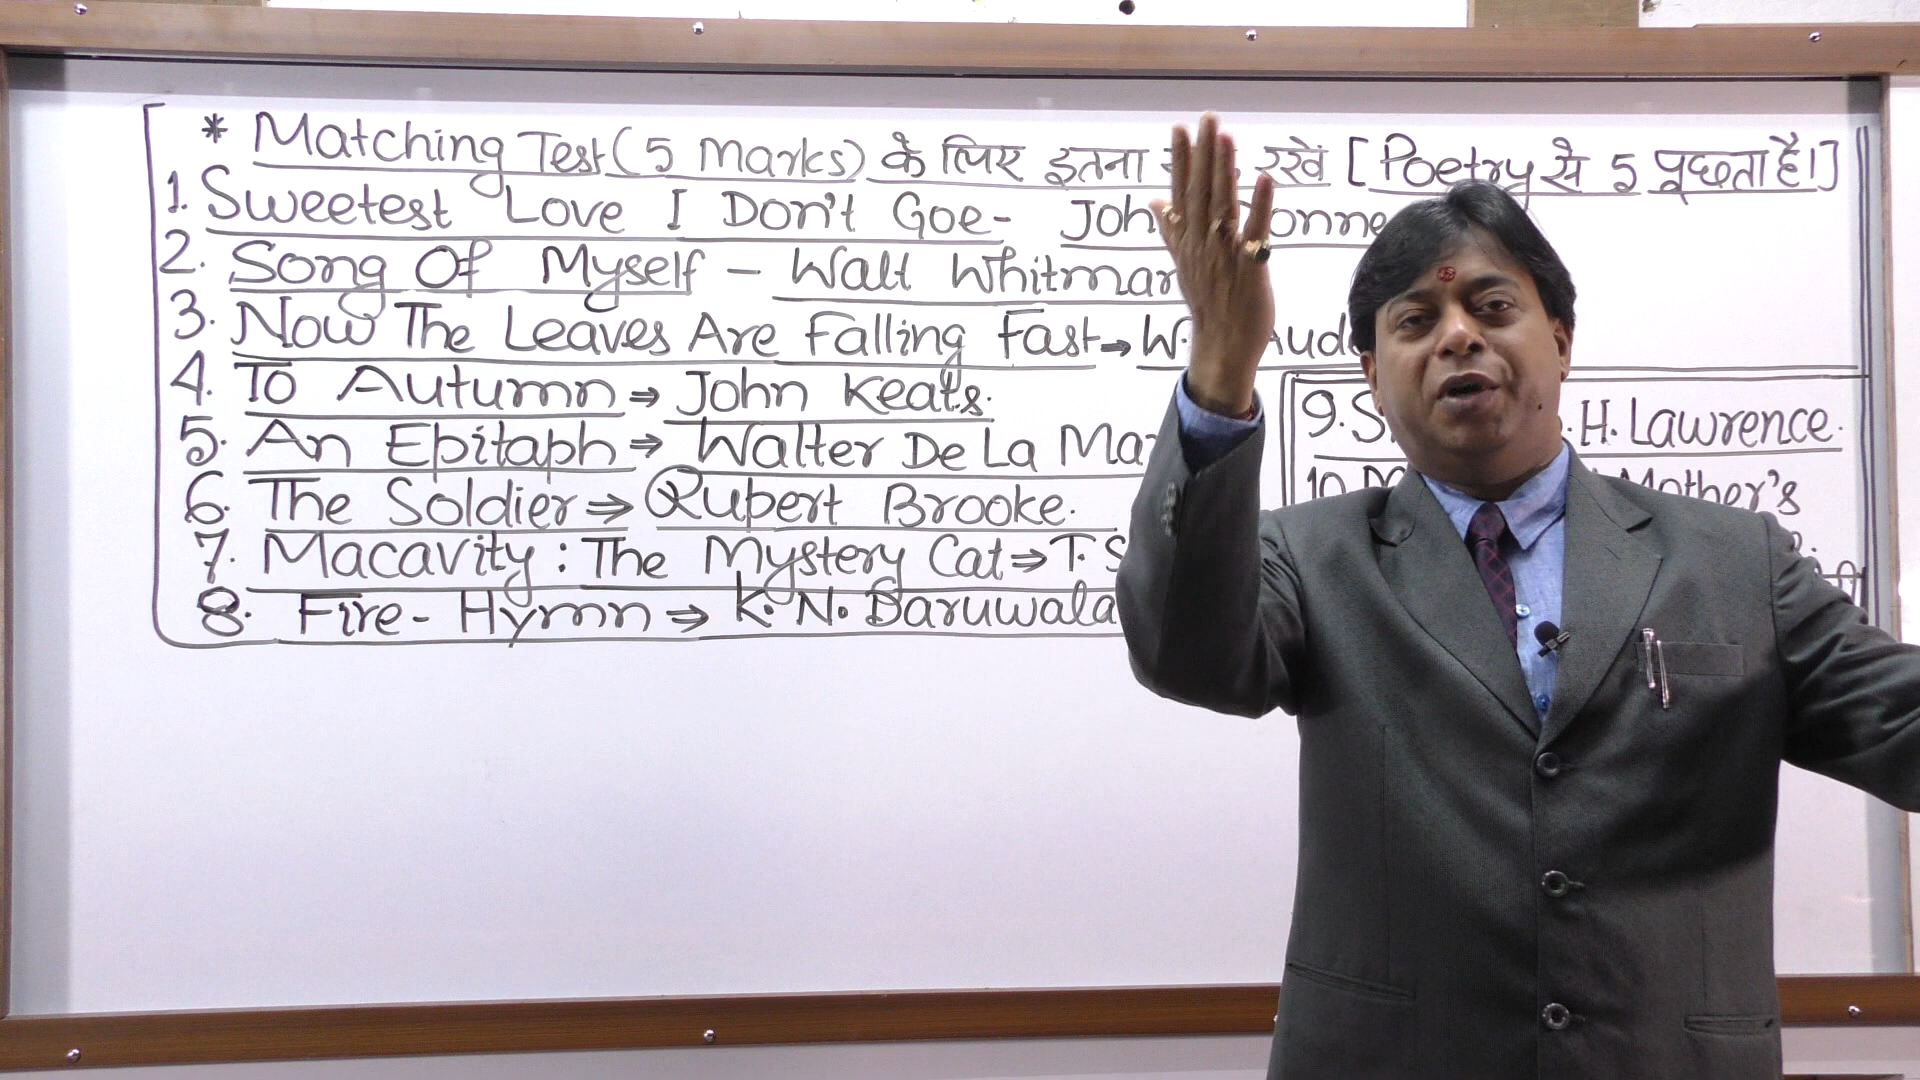 * Matching Test (5 Marks) के लिए इतना रखें [Poetry से 5 पूछता है।]
1. Sweetest Love I Don't Goe-
2. Song Of Myself - Walt
3. Now The Leaves Are Falling Fast →
4. To Autumn ⇒ John Keats.
5. An Epitaph ⇒ Walter De La
6. The Soldier ⇒ Rupert Brooke.
7. Macavity : The Mystery Cat ⇒ T.
8. Fire-Hymn ⇒ K. N. Daruwala
9. H. Lawrence.
10. Mother's